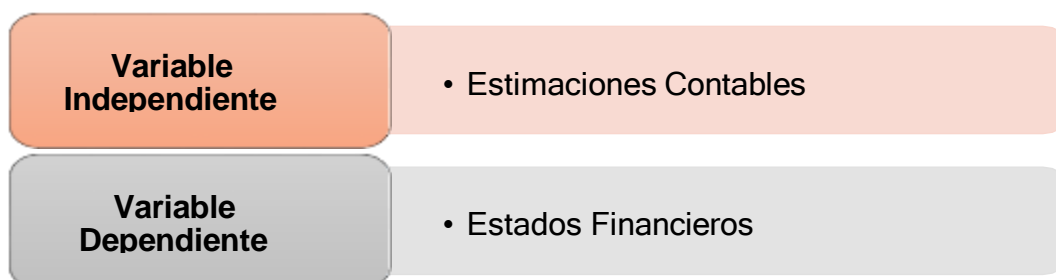 Variable
Independiente
• Estimaciones Contables
Variable
Dependiente
• Estados Financieros